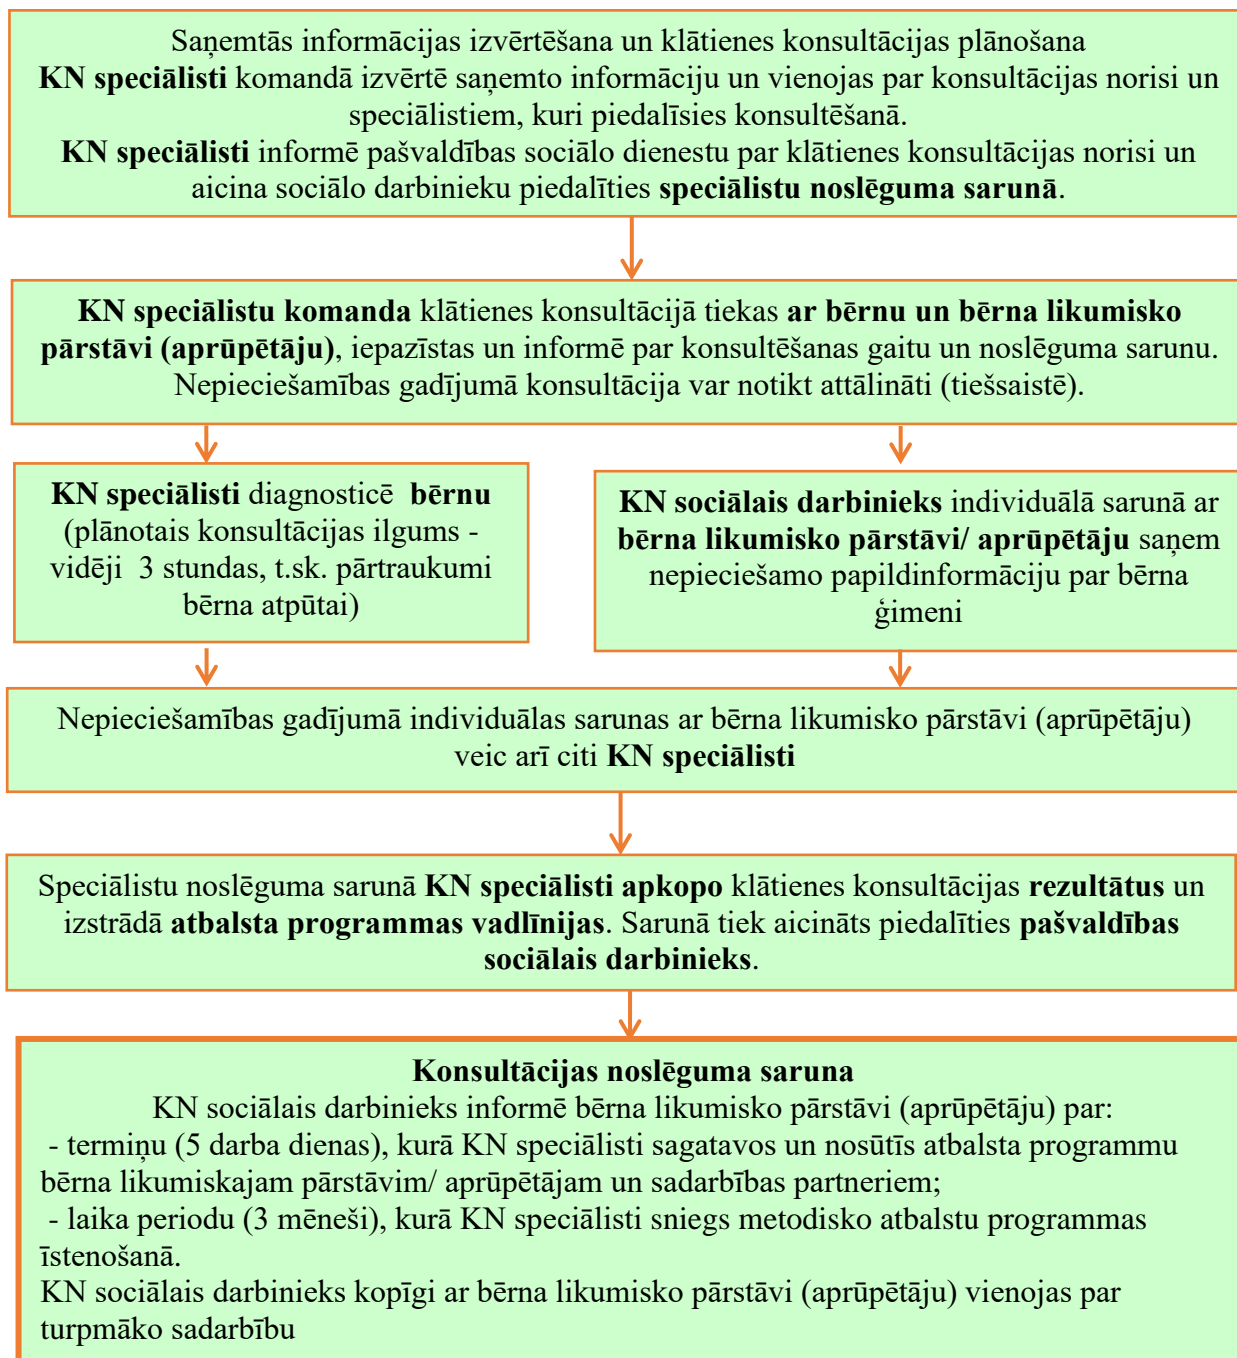 Saņemtās informācijas izvērtēšana un klātienes konsultācijas plānošana
KN speciālisti komandā izvērtē saņemto informāciju un vienojas par konsultācijas norisi un
speciālistiem, kuri piedalīsies konsultēšanā.
KN speciālisti informē pašvaldības sociālo dienestu par klātienes konsultācijas norisi un
aicina sociālo darbinieku piedalīties speciālistu noslēguma sarunā.
KN speciālistu komanda klātienes konsultācijā tiekas ar bērnu un bērna likumisko
pārstāvi (aprūpētāju), iepazīstas un informē par konsultēšanas gaitu un noslēguma sarunu.
Nepieciešamības gadījumā konsultācija var notikt attālināti (tiešsaistē).
KN speciālisti diagnosticē  bērnu
(plānotais konsultācijas ilgums -
vidēji  3 stundas, t.sk. pārtraukumi
bērna atpūtai)
KN sociālais darbinieks individuālā sarunā ar
bērna likumisko pārstāvi/ aprūpētāju saņem
nepieciešamo papildinformāciju par bērna
ģimeni
Nepieciešamības gadījumā individuālas sarunas ar bērna likumisko pārstāvi (aprūpētāju)
veic arī citi KN speciālisti
Speciālistu noslēguma sarunā KN speciālisti apkopo klātienes konsultācijas rezultātus un
izstrādā atbalsta programmas vadlīnijas. Sarunā tiek aicināts piedalīties pašvaldības
sociālais darbinieks.
Konsultācijas noslēguma saruna
KN sociālais darbinieks informē bērna likumisko pārstāvi (aprūpētāju) par:
- termiņu (5 darba dienas), kurā KN speciālisti sagatavos un nosūtīs atbalsta programmu
bērna likumiskajam pārstāvim/ aprūpētājam un sadarbības partneriem;
- laika periodu (3 mēneši), kurā KN speciālisti sniegs metodisko atbalstu programmas
īstenošanā.
KN sociālais darbinieks kopīgi ar bērna likumisko pārstāvi (aprūpētāju) vienojas par
turpmāko sadarbību